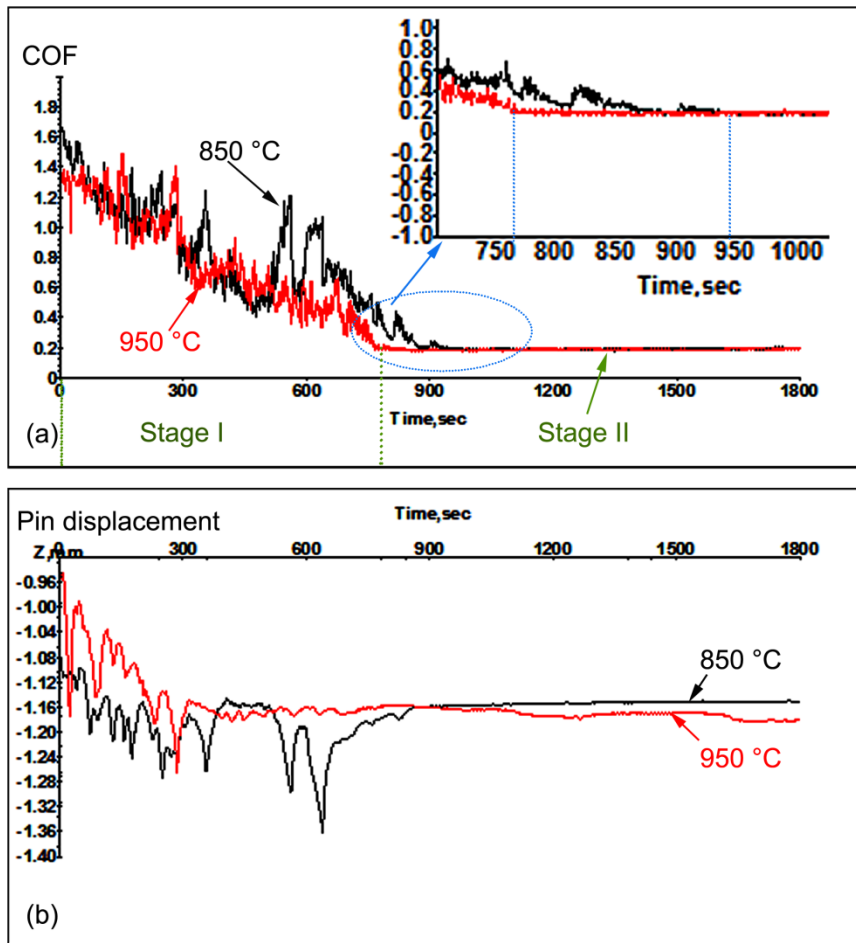 COF
1.8
1.6
1.4
1.2
1.0
0.8
0.6
0.4
0.2
0
0 300 600 900 1200 1500 1800
Time,sec
850 °C
950 °C
1.0
0.8
0.6
0.4
0.2
0
-0.2
-0.4
-0.6
-0.8
-1.0
750 800 850 900 950 1000
Time,sec
(a)
Stage I
Stage II
Pin displacement
Time,sec
Z,mm
0 300 600 900 1200 1500 1800
-0.96
-1.00
-1.04
-1.08
-1.12
-1.16
-1.20
-1.24
-1.28
-1.32
-1.36
-1.40
850 °C
950 °C
(b)